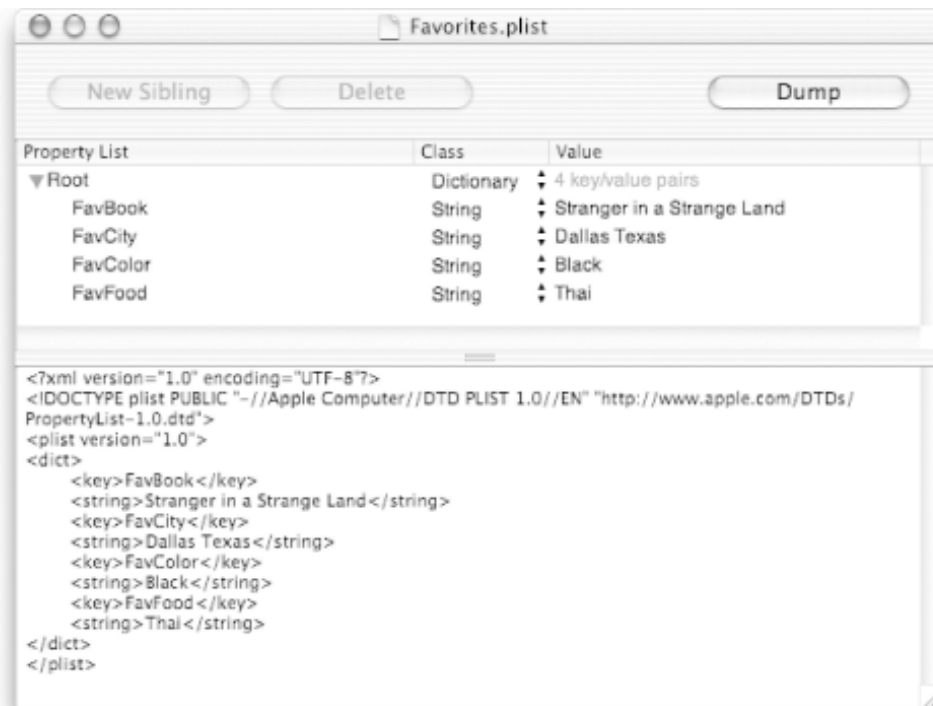 Favorites.plist
New Sibling Delete Dump
Property List Class Value
Root Dictionary 4 key/value pairs
FavBook String Stranger in a Strange Land
FavCity String Dallas Texas
FavColor String Black
FavFood String Thai
<?xml version="1.0" encoding="UTF-8"?>
<!DOCTYPE plist PUBLIC "-//Apple Computer//DTD PLIST 1.0//EN" "http://www.apple.com/DTDs/
PropertyList-1.0.dtd">
<plist version="1.0">
<dict>
<key>FavBook</key>
<string>Stranger in a Strange Land</string>
<key>FavCity</key>
<string>Dallas Texas</string>
<key>FavColor</key>
<string>Black</string>
<key>FavFood</key>
<string>Thai</string>
</dict>
</plist>